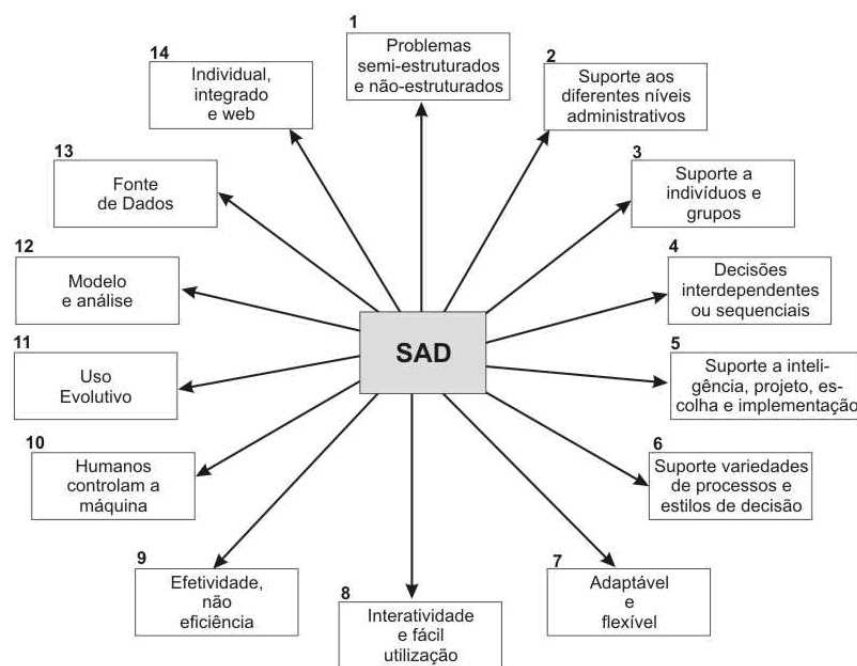 1
Problemas
semi-estruturados
e não-estruturados
2
Suporte aos
diferentes níveis
administrativos
3
Suporte a
indivíduos e
grupos
4
Decisões
interdependentes
ou sequenciais
5
Suporte a inteli-
gência, projeto, es-
colha e implementação
6
Suporte variedades
de processos e
estilos de decisão
7
Adaptável
e
flexível
8
Interatividade
e fácil
utilização
9
Efetividade,
não
eficiência
10
Humanos
controlam a
máquina
11
Uso
Evolutivo
12
Modelo
e análise
13
Fonte
de Dados
14
Individual,
integrado
e web
SAD